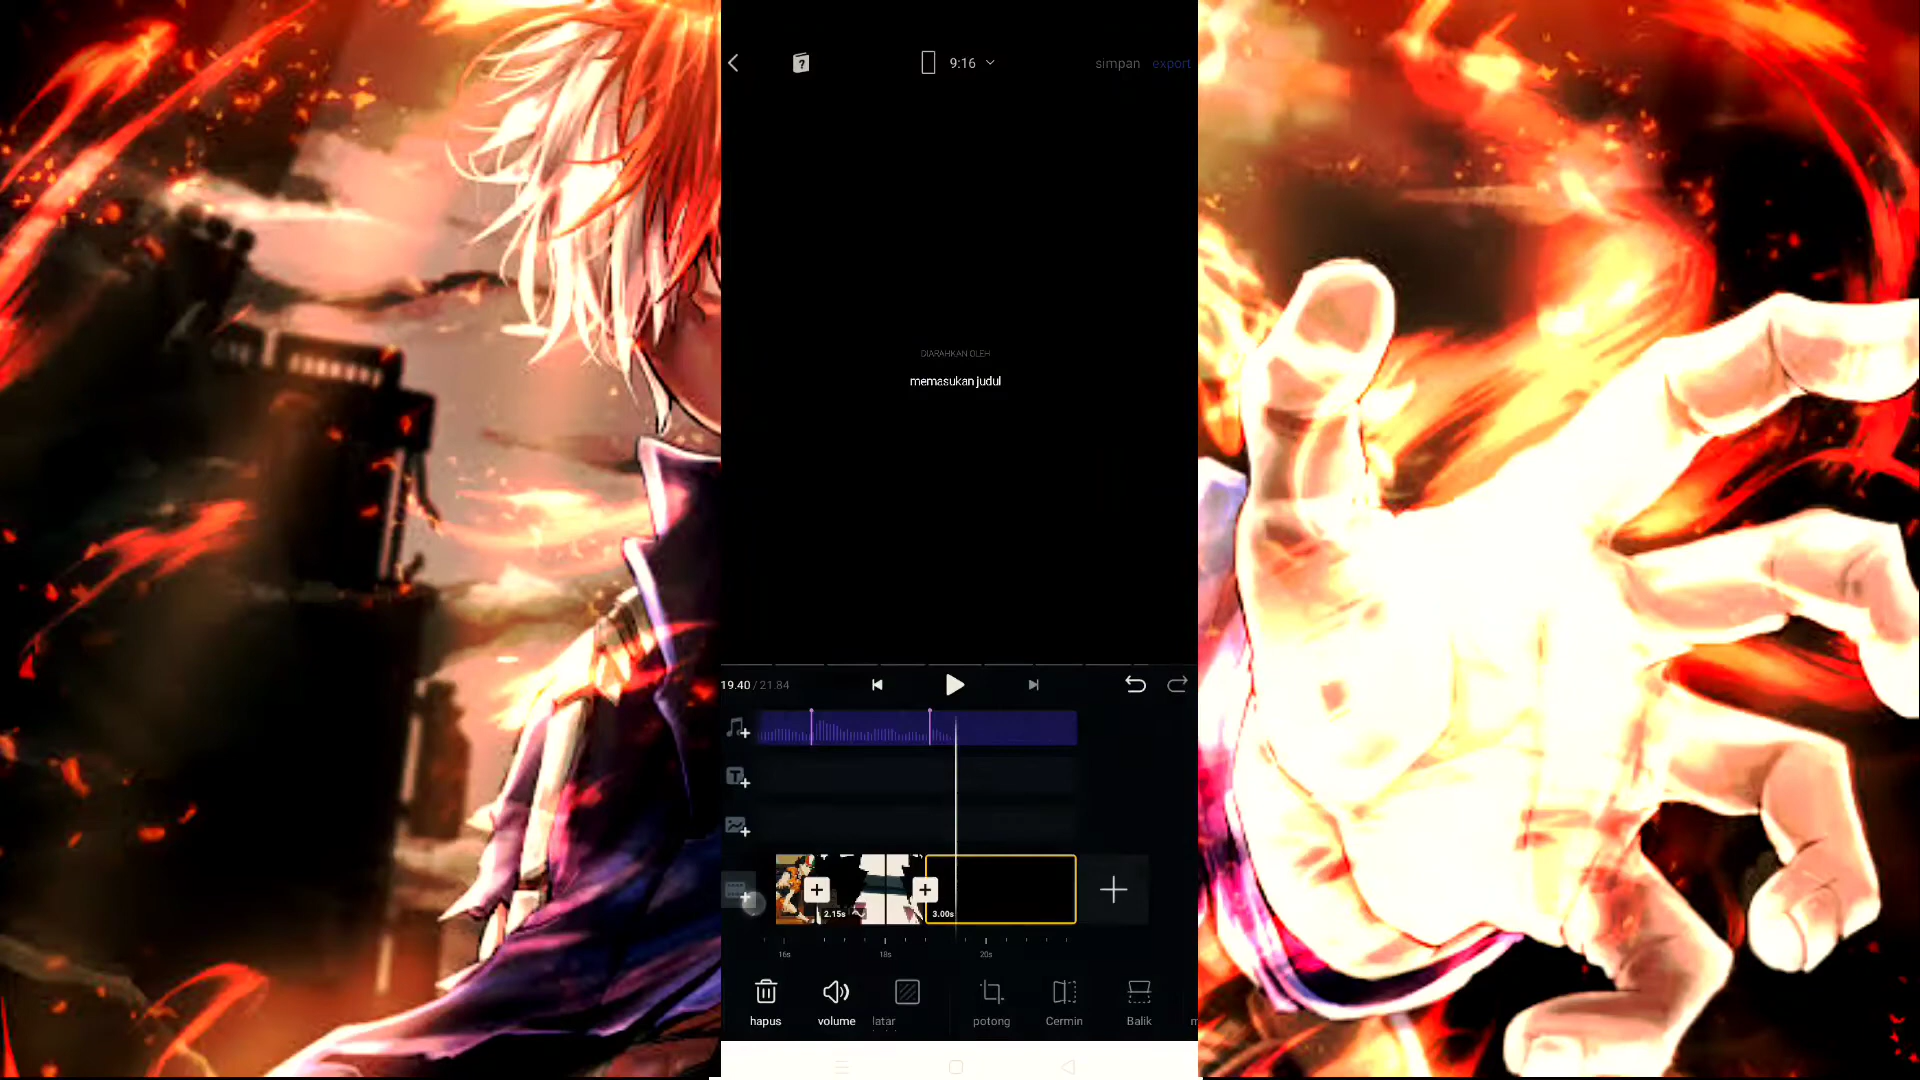 9:16
simpan export
DIARAHKAN OLEH
memasukan judul
19.40 / 21.84
2.15s
3.00s
16s 18s 20s
hapus volume latar potong Cermin Balik